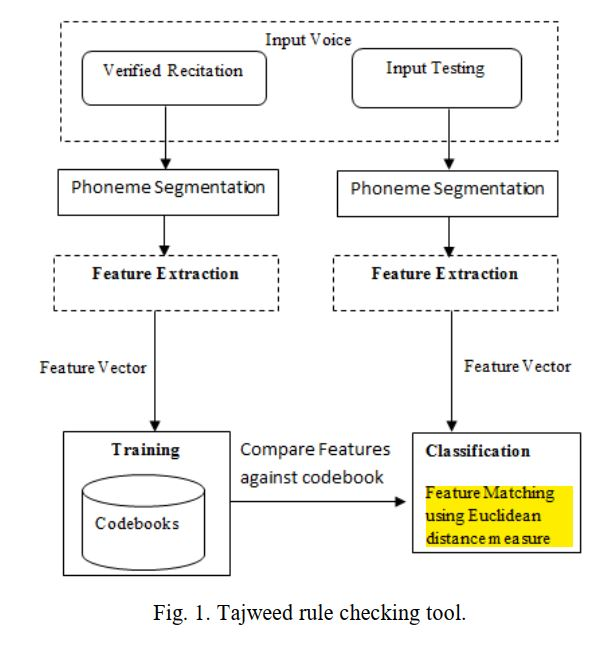 Input Voice
Verified Recitation
Input Testing
Phoneme Segmentation
Phoneme Segmentation
Feature Extraction
Feature Extraction
Feature Vector
Feature Vector
Training
Codebooks
Compare Features
against codebook
Classification
Feature Matching
using Euclidean
distance measure
Fig. 1. Tajweed rule checking tool.